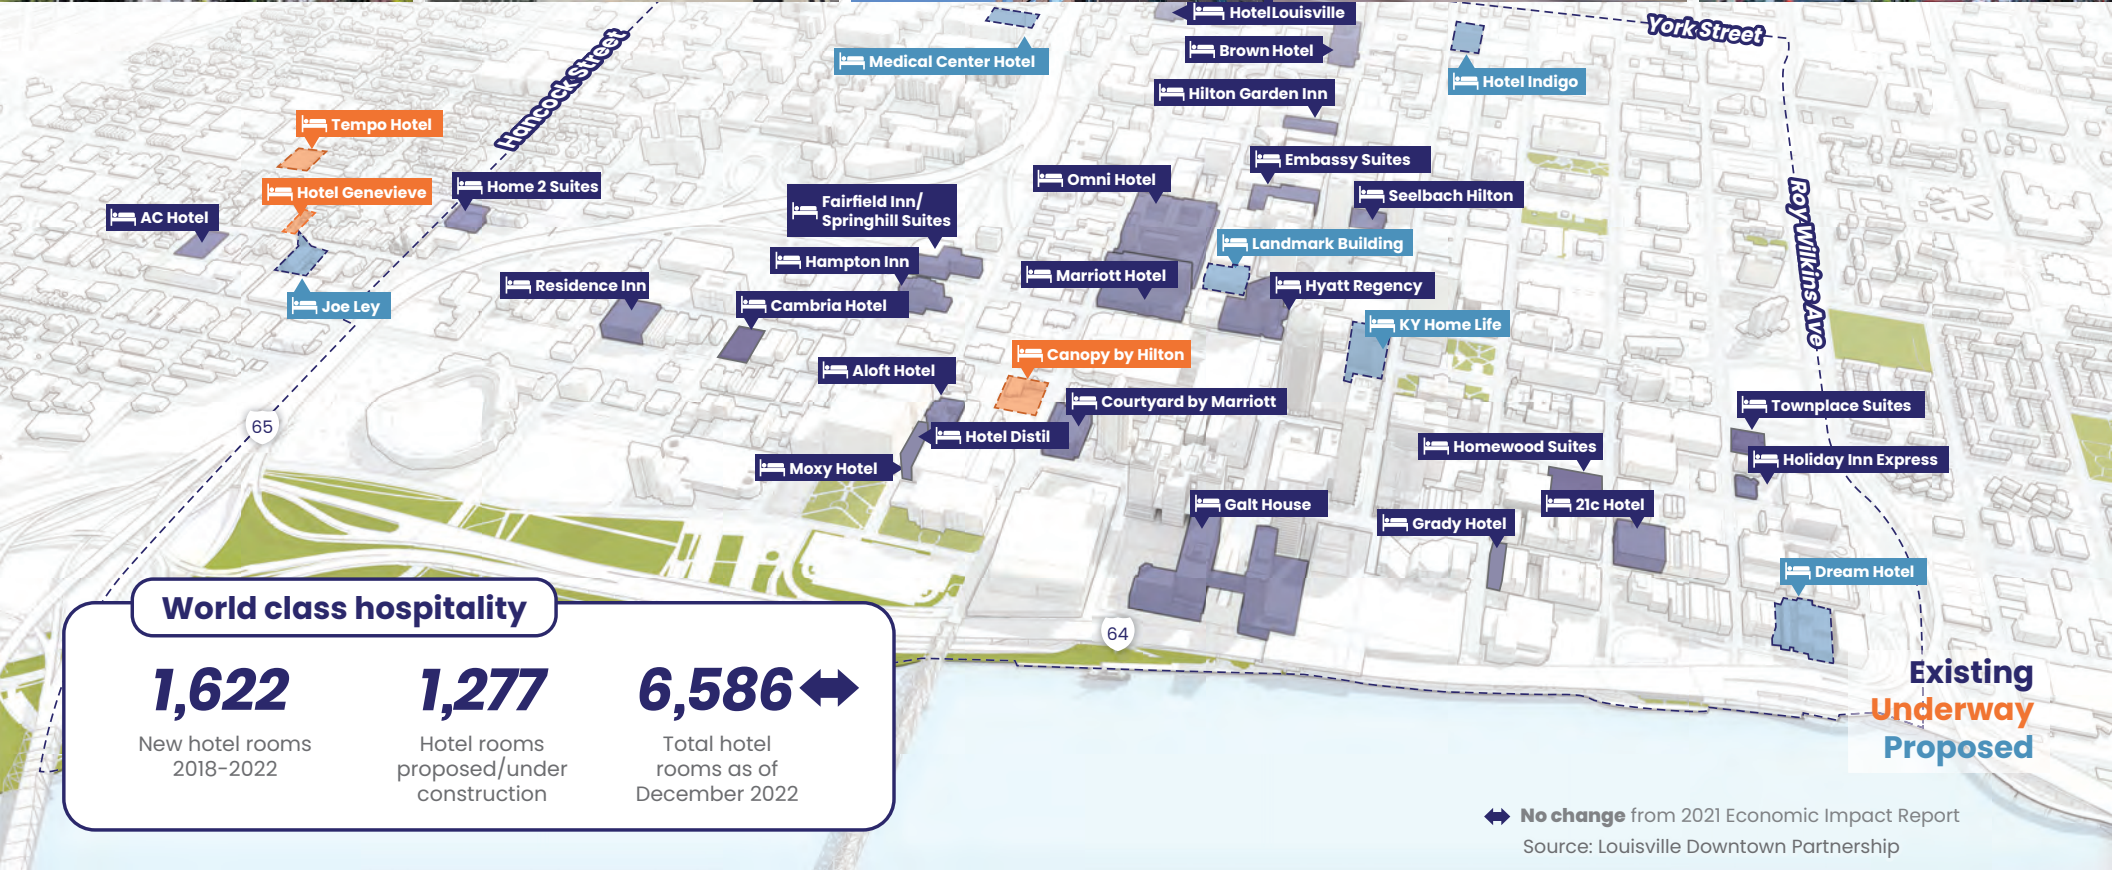 HotelLouisville
York Street
Hancock Street
Brown Hotel
Medical Center Hotel
Hotel Indigo
Hilton Garden Inn
Tempo Hotel
Embassy Suites
Omni Hotel
Home 2 Suites
Hotel Genevieve
Seelbach Hilton
Roy Wilkins Ave
Fairfield Inn/
Springhill Suites
AC Hotel
Landmark Building
Hampton Inn
Marriott Hotel
Residence Inn
Hyatt Regency
Cambria Hotel
Joe Ley
KY Home Life
Canopy by Hilton
Aloft Hotel
Courtyard by Marriott
Townplace Suites
65
Hotel Distil
Homewood Suites
Holiday Inn Express
Moxy Hotel
Galt House
21c Hotel
Grady Hotel
Dream Hotel
64
World class hospitality
1,622
New hotel rooms
2018-2022
1,277
Hotel rooms
proposed/under
construction
6,586
Total hotel
rooms as of
December 2022
Existing
Underway
Proposed
No change from 2021 Economic Impact Report
Source: Louisville Downtown Partnership